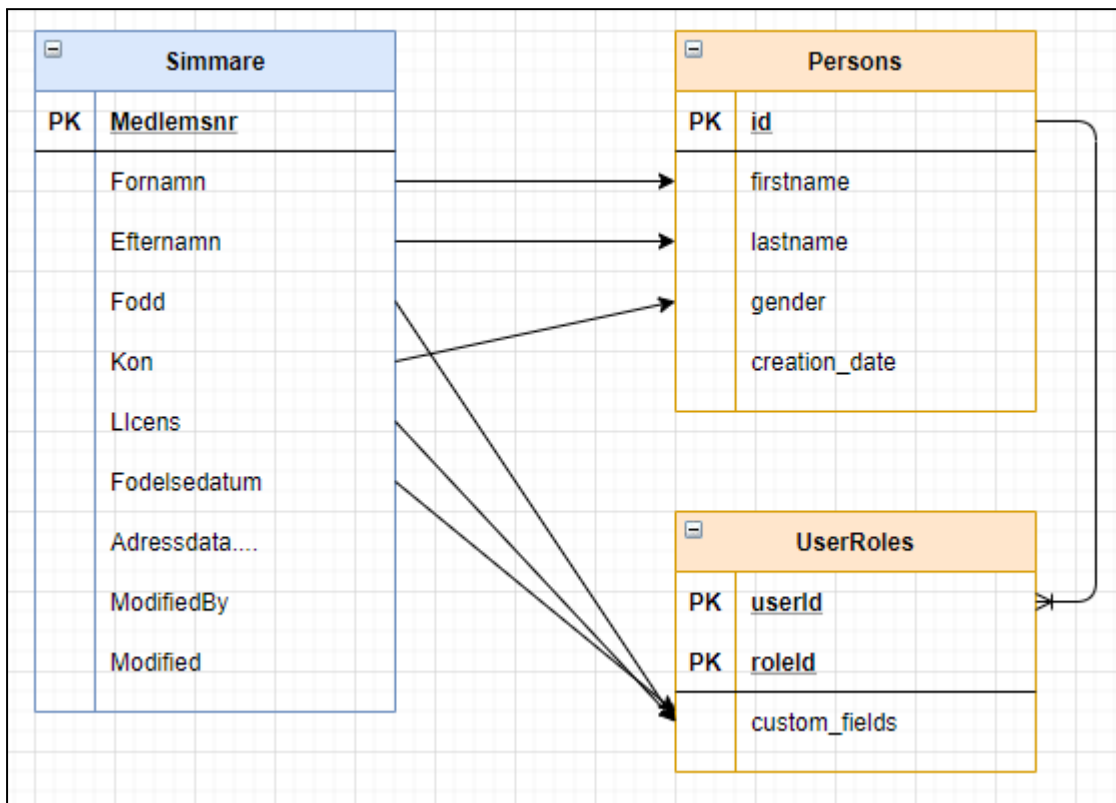 Simmare
PK Medlemsnr
Fornamn
Efternamn
Fodd
Kon
LIcens
Fodelsedatum
Adressdata....
ModifiedBy
Modified
Persons
PK id
firstname
lastname
gender
creation_date
UserRoles
PK userId
PK roleId
custom_fields